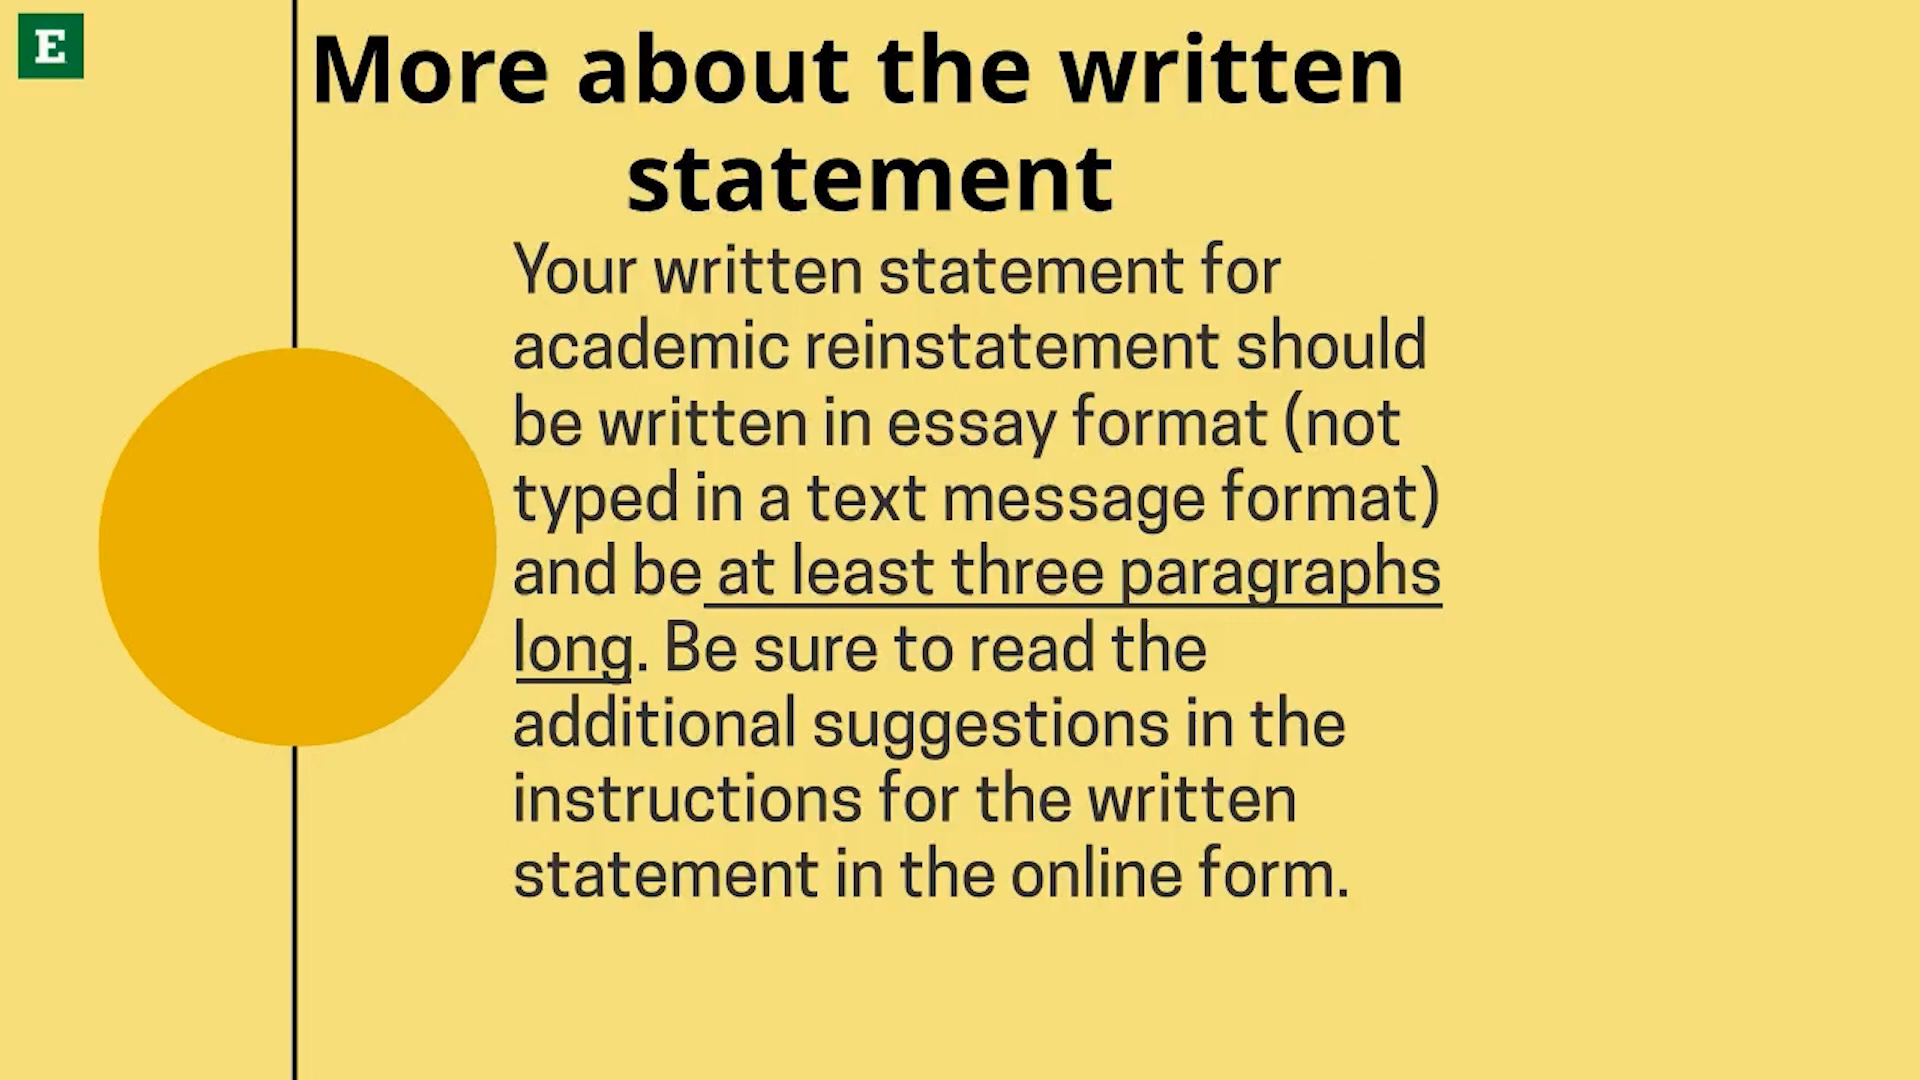 E
More about the written
statement
Your written statement for
academic reinstatement should
be written in essay format (not
typed in a text message format)
and be at least three paragraphs
long. Be sure to read the
additional suggestions in the
instructions for the written
statement in the online form.